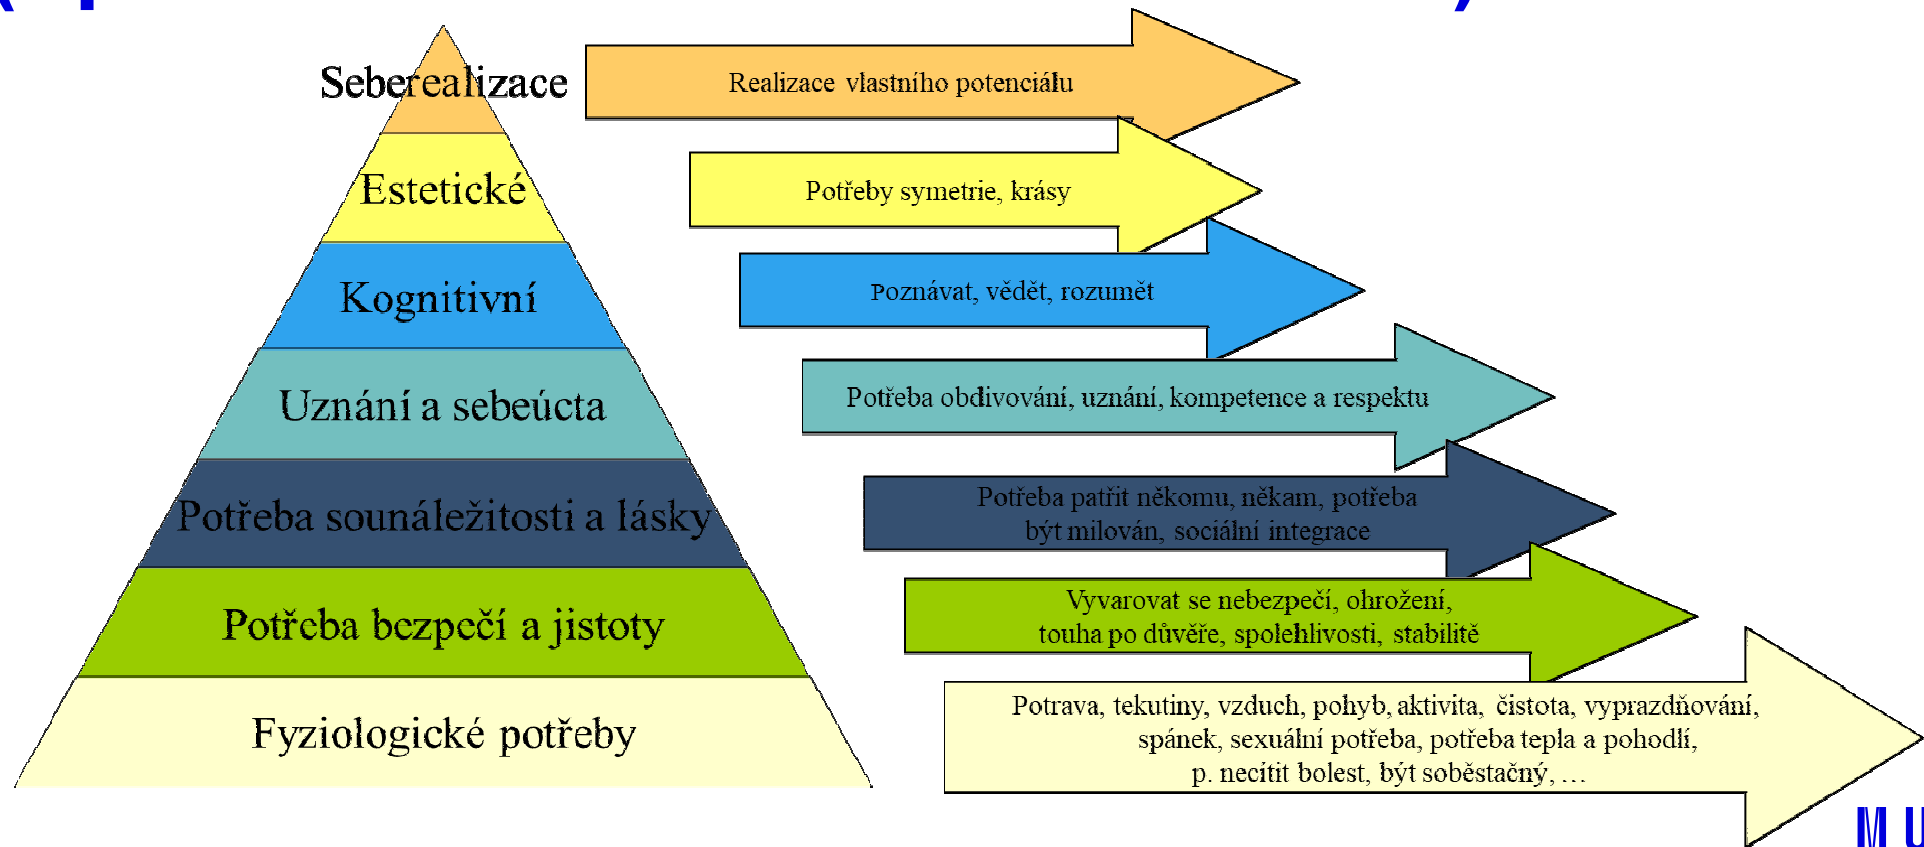 Seberealizace
Realizace vlastního potenciálu
Estetické
Potřeby symetrie, krásy
Kognitivní
Poznávat, vědět, rozumět
Uznání a sebeúcta
Potřeba obdivování, uznání, kompetence a respektu
Potřeba sounáležitosti a lásky
Potřeba patřit někomu, někam, potřeba
být milován, sociální integrace
Potřeba bezpečí a jistoty
Vyvarovat se nebezpečí, ohrožení,
touha po důvěře, spolehlivosti, stabilitě
Fyziologické potřeby
Potrava, tekutiny, vzduch, pohyb, aktivita, čistota, vyprazdňování,
spánek, sexuální potřeba, potřeba tepla a pohodlí,
p. necítit bolest, být soběstačný, …
M U